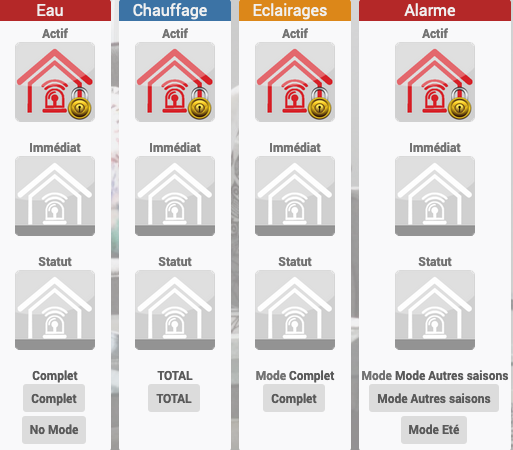 Eau
Actif
Immédiat
Statut
Complet
Complet
No Mode
Chauffage
Actif
Immédiat
Statut
TOTAL
TOTAL
Eclairages
Actif
Immédiat
Statut
Mode Complet
Complet
Alarme
Actif
Immédiat
Statut
Mode Mode Autres saisons
Mode Autres saisons
Mode Eté